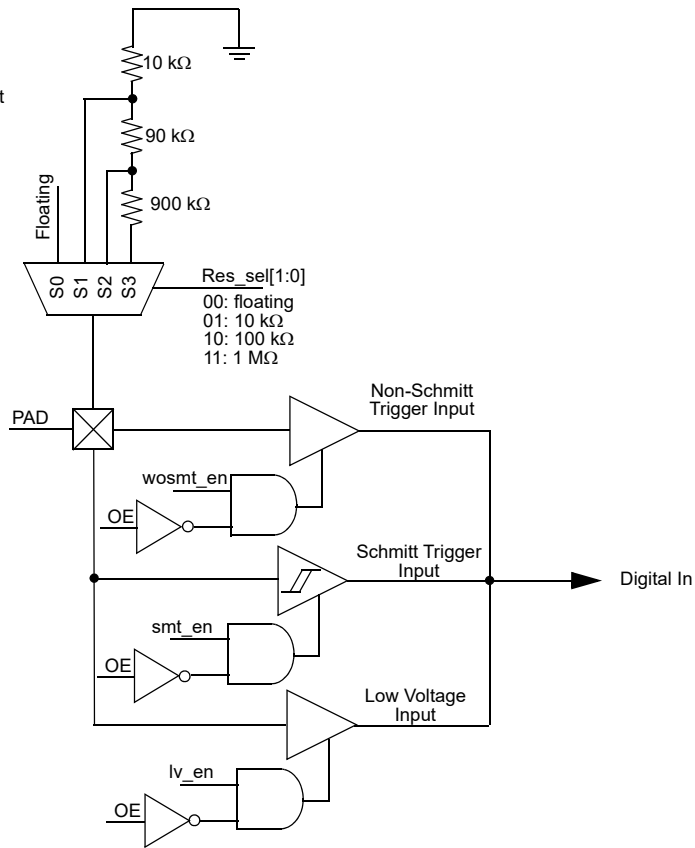 10 kΩ
t
90 kΩ
900 kΩ
Floating
S0
S1
S2
S3
Res_sel[1:0]
00: floating
01: 10 kΩ
10: 100 kΩ
11: 1 MΩ
Non-Schmitt
Trigger Input
PAD
wosmt_en
OE
Schmitt Trigger
Input
Digital In
smt_en
OE
Low Voltage
Input
lv_en
OE